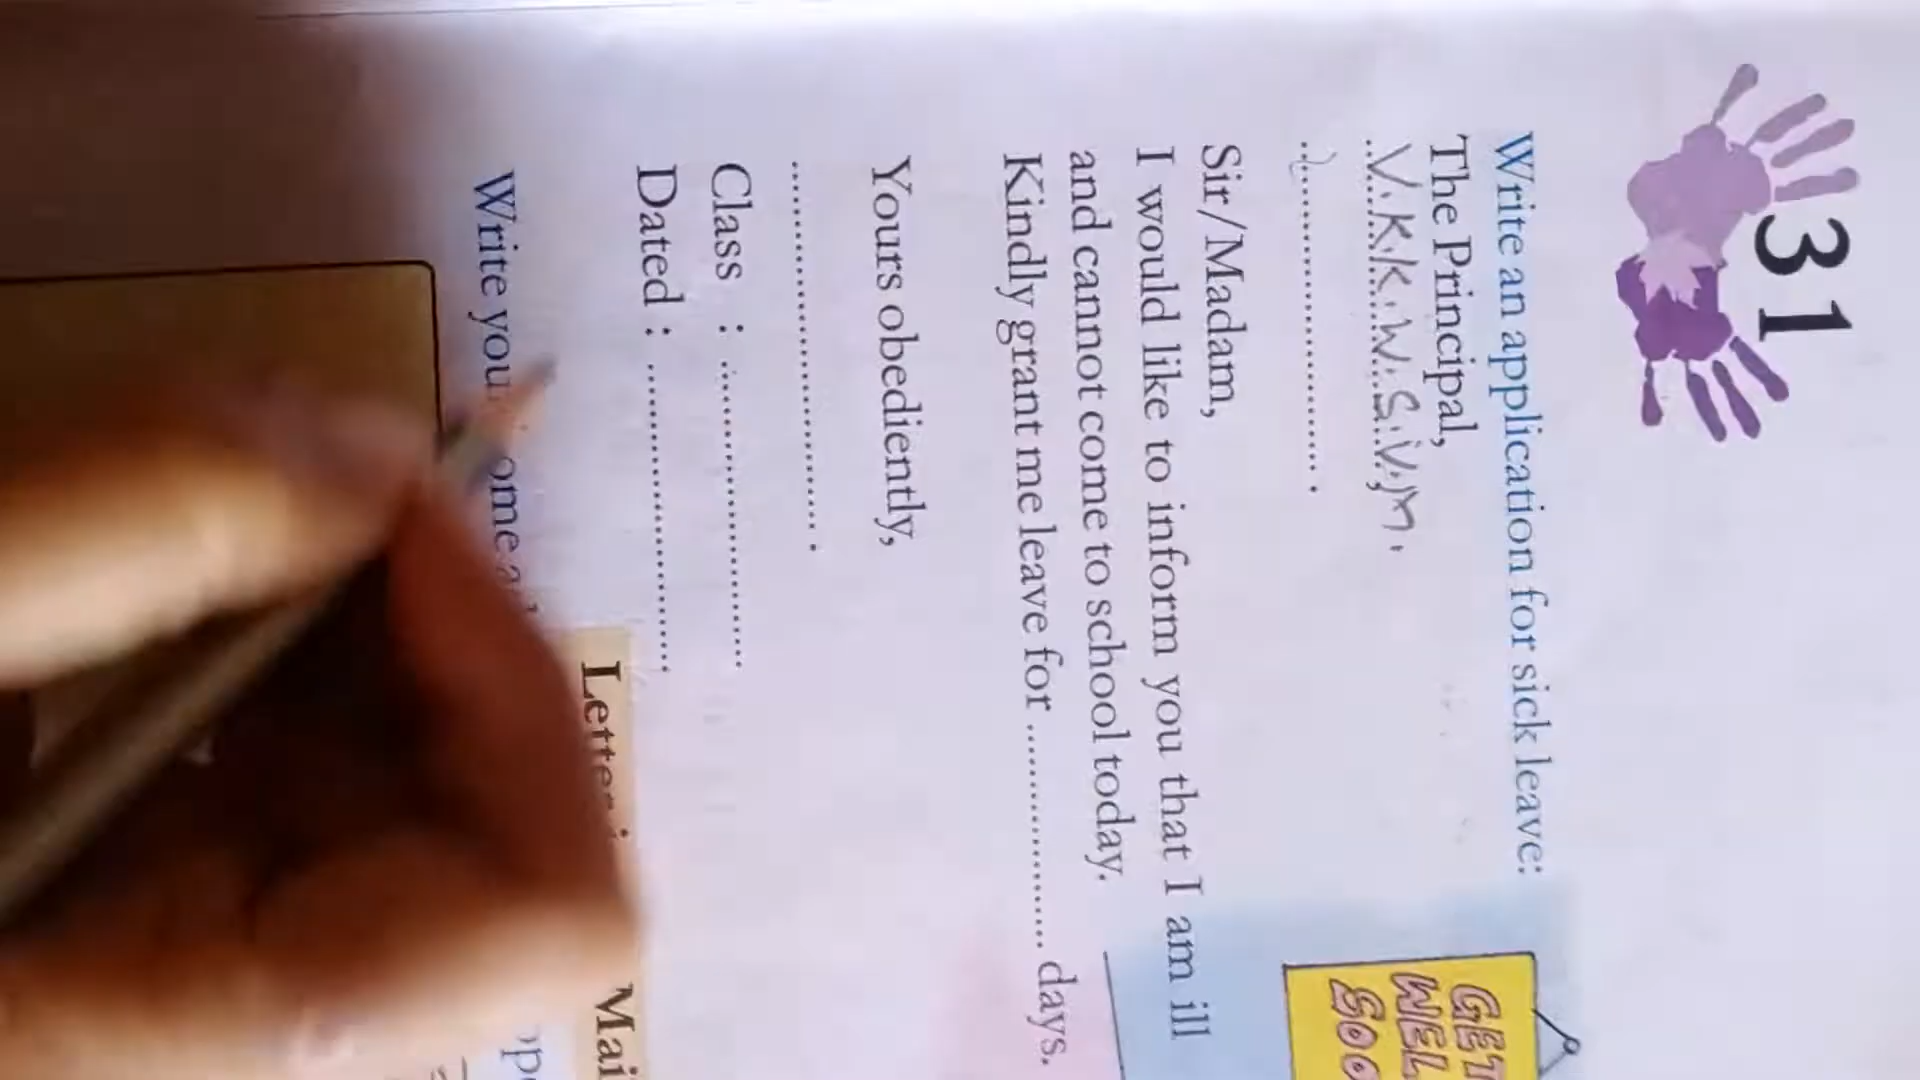 31
Write an application for sick leave:
The Principal,
V.K.K.W.S.V.M.
.................... .
Sir/Madam,
I would like to inform you that I am ill
and cannot come to school today.
Kindly grant me leave for .................... days.
Yours obediently,
.................................. .
Class : ..........................
Dated : ..........................
Write
GET
WEL
SOO